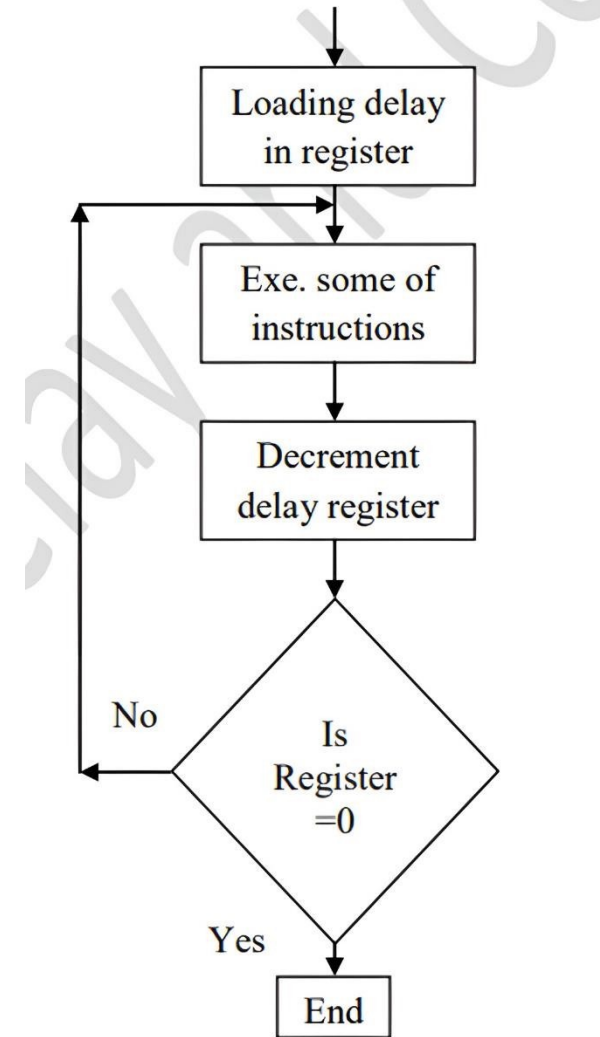 Loading delay
in register
Exe. some of
instructions
Decrement
delay register
No
Is
Register
=0
Yes
End